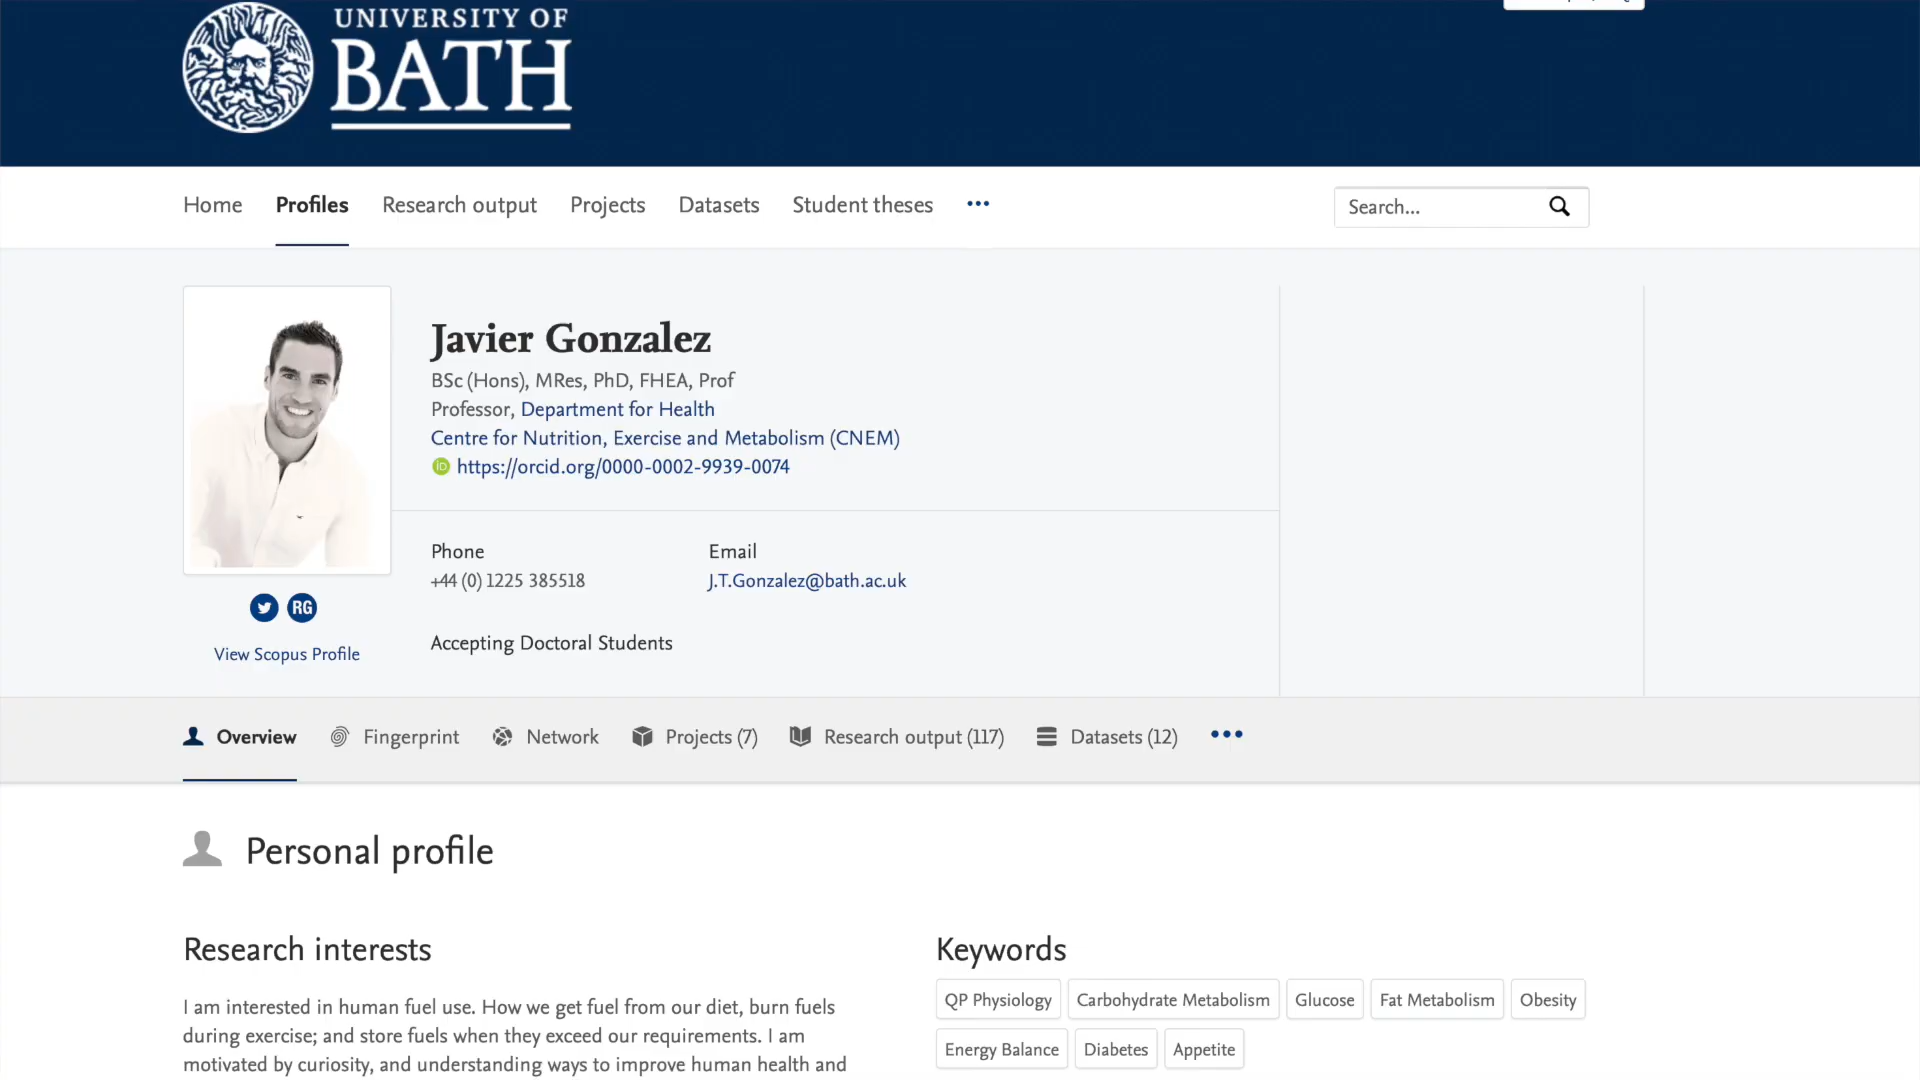 UNIVERSITY OF
BATH
Home Profiles Research output Projects Datasets Student theses •••
Search...
Javier Gonzalez
BSc (Hons), MRes, PhD, FHEA, Prof
Professor, Department for Health
Centre for Nutrition, Exercise and Metabolism (CNEM)
iD https://orcid.org/0000-0002-9939-0074
Phone Email
+44 (0) 1225 385518 J.T.Gonzalez@bath.ac.uk
RG
Accepting Doctoral Students
View Scopus Profile
Overview Fingerprint Network Projects (7) Research output (117) Datasets (12) •••
Personal profile
Research interests
I am interested in human fuel use. How we get fuel from our diet, burn fuels
during exercise; and store fuels when they exceed our requirements. I am
motivated by curiosity, and understanding ways to improve human health and
Keywords
QP Physiology Carbohydrate Metabolism Glucose Fat Metabolism Obesity
Energy Balance Diabetes Appetite